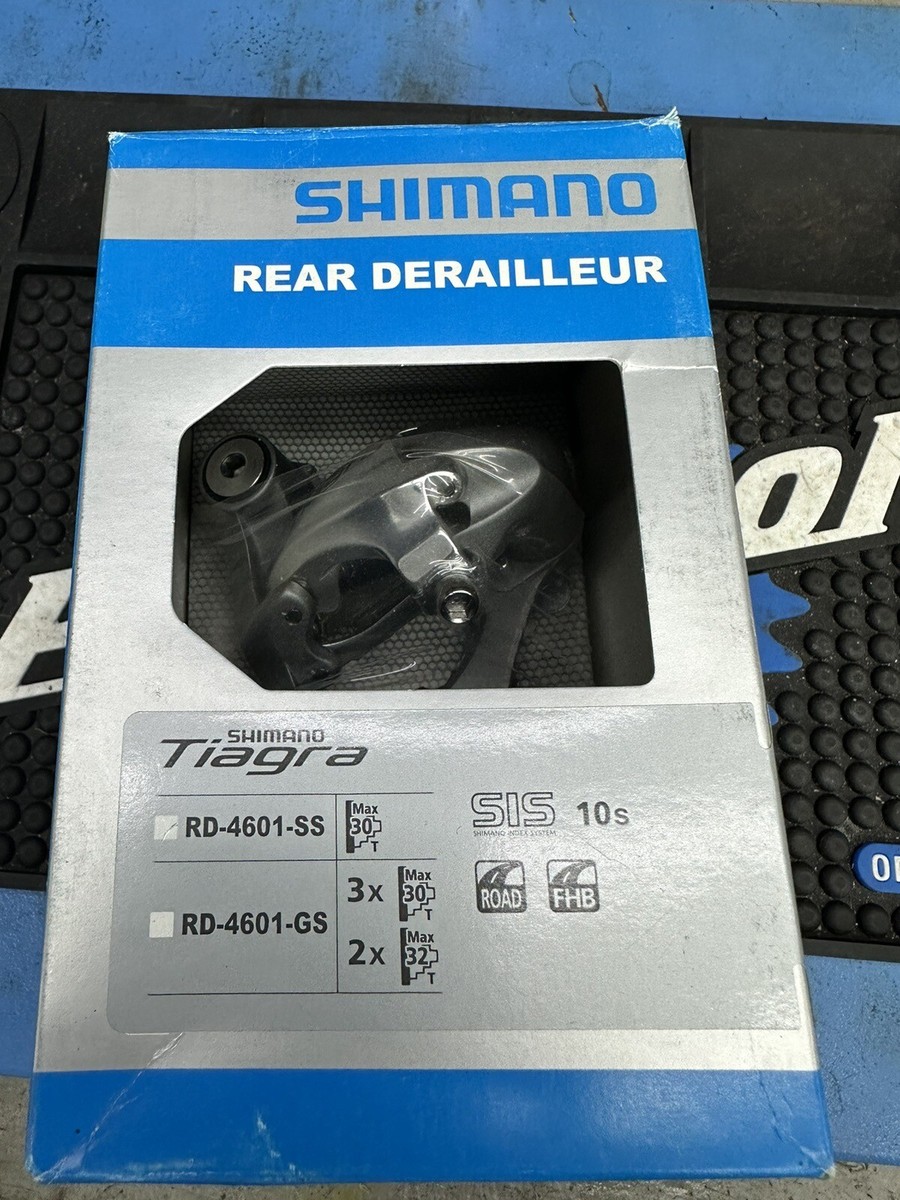 SHIMANO
REAR DERAILLEUR
SHIMANO
Tiagra
RD-4601-SS
Max
30
T
RD-4601-GS
3x
Max
30
T
2x
Max
32
T
SIS
SHIMANO INDEX SYSTEM
10s
ROAD
FHB